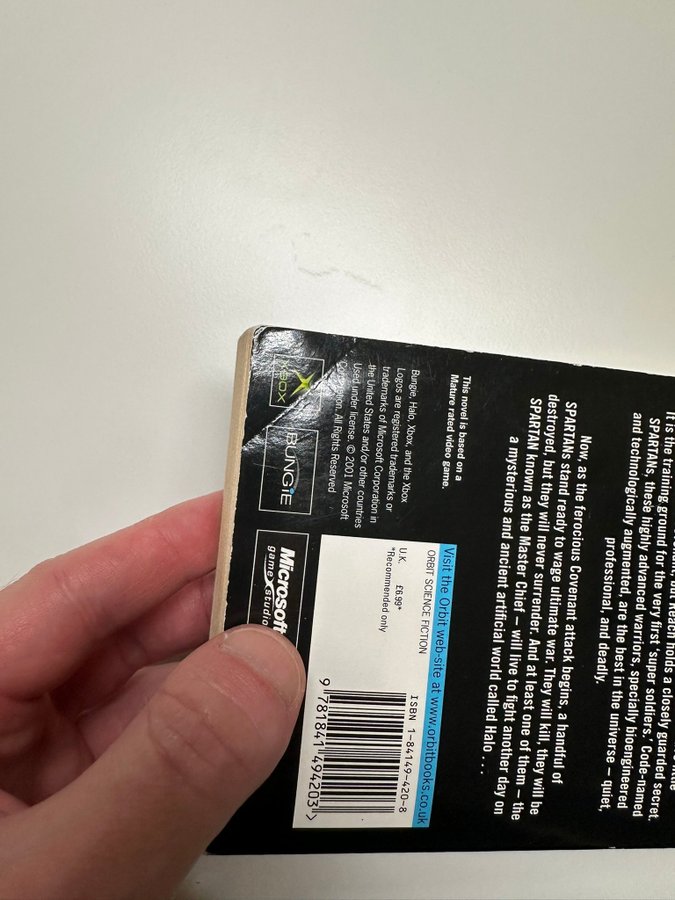 but Reach holds a closely guarded secret.
It is the training ground for the very first 'super soldiers.' Code-named
SPARTANs, these highly advanced warriors, specially bioengineered
and technologically augmented, are the best in the universe – quiet,
professional, and deadly.
Now, as the ferocious Covenant attack begins, a handful of
SPARTANs stand ready to wage ultimate war. They will kill, they will be
destroyed, but they will never surrender. And at least one of them – the
SPARTAN known as the Master Chief – will live to fight another day on
a mysterious and ancient artificial world called Halo . . .
This novel is based on a
Mature rated video game.
Bungie, Halo, Xbox, and the Xbox
Logos are registered trademarks or
trademarks of Microsoft Corporation in
the United States and/or other countries
Used under license. © 2001 Microsoft
Corporation. All Rights Reserved
XBOX
BUNGIE
Microsoft
game studios
Visit the Orbit web-site at www.orbitbooks.co.uk
ORBIT SCIENCE FICTION
U.K. £6.99*
*Recommended only
ISBN 1-84149-420-8
9 781841 494203 >